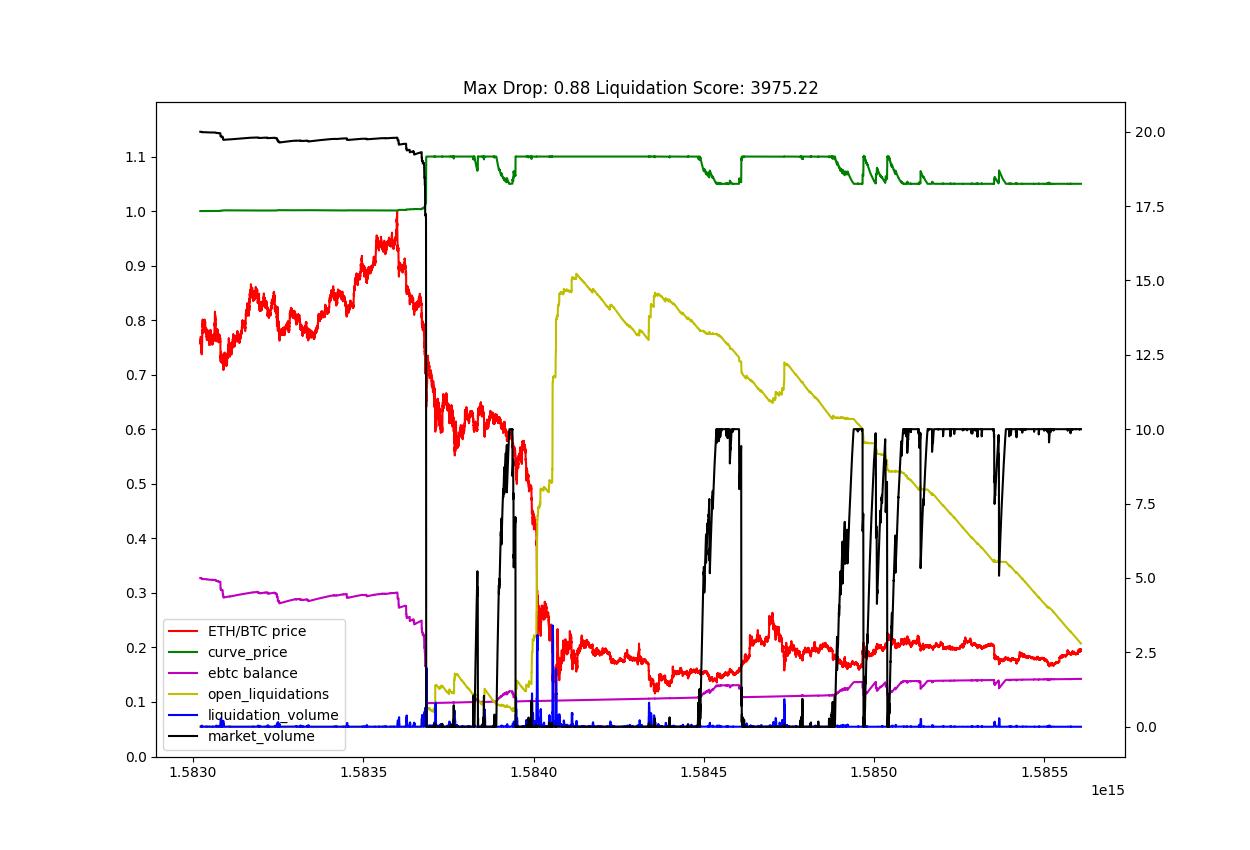 Max Drop: 0.88 Liquidation Score: 3975.22
1.1
1.0
0.9
0.8
0.7
0.6
0.5
0.4
0.3
0.2
0.1
0.0
20.0
17.5
15.0
12.5
10.0
7.5
5.0
2.5
0.0
ETH/BTC price
curve_price
ebtc balance
open_liquidations
liquidation_volume
market_volume
1.5830 1.5835 1.5840 1.5845 1.5850 1.5855
1e15